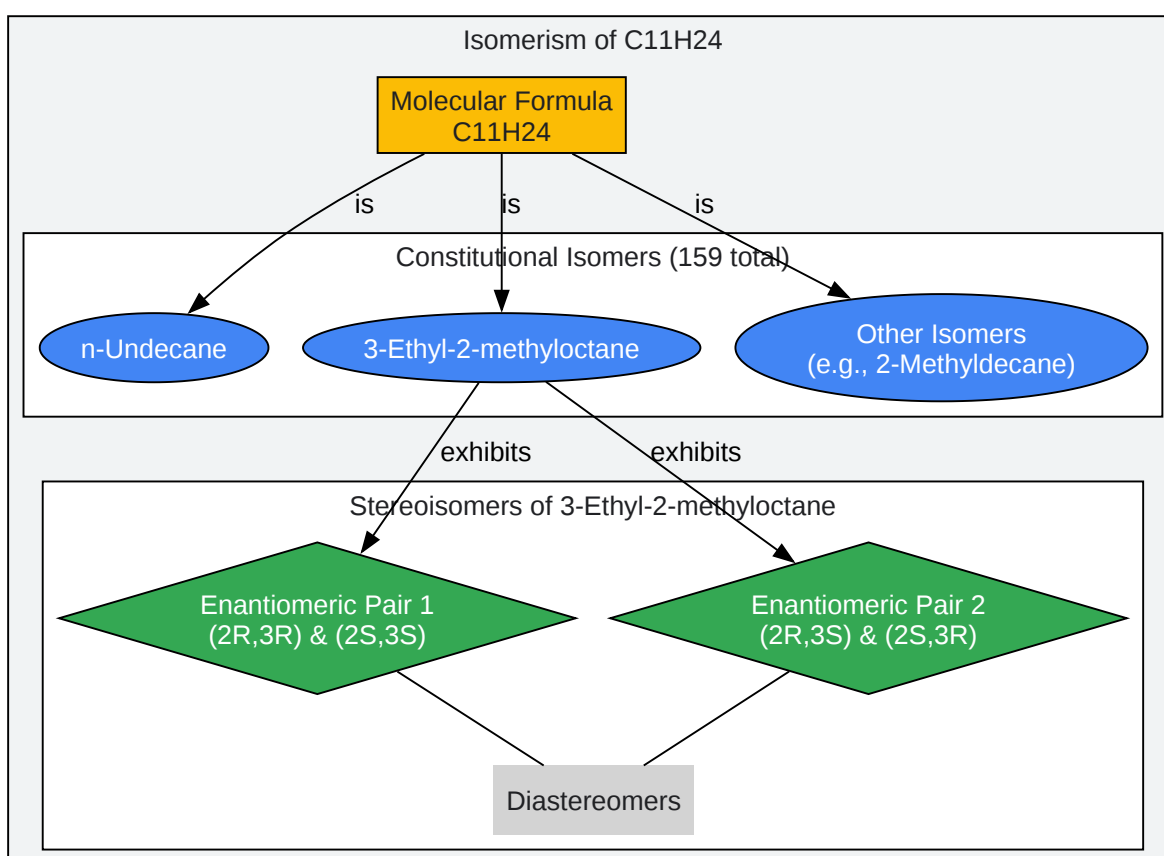 Isomerism of C11H24
Molecular Formula
C11H24
is
is
is
Constitutional Isomers (159 total)
n-Undecane
3-Ethyl-2-methyloctane
Other Isomers
(e.g., 2-Methyldecane)
exhibits
exhibits
Stereoisomers of 3-Ethyl-2-methyloctane
Enantiomeric Pair 1
(2R,3R) & (2S,3S)
Enantiomeric Pair 2
(2R,3S) & (2S,3R)
Diastereomers